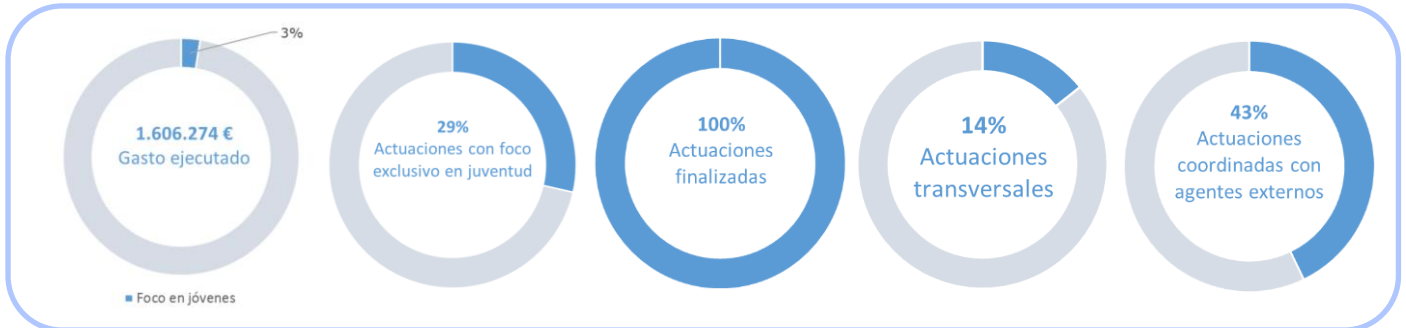 3%
1.606.274 €
Gasto ejecutado
Foco en jóvenes
29%
Actuaciones con foco
exclusivo en juventud
100%
Actuaciones
finalizadas
14%
Actuaciones
transversales
43%
Actuaciones
coordinadas con
agentes externos